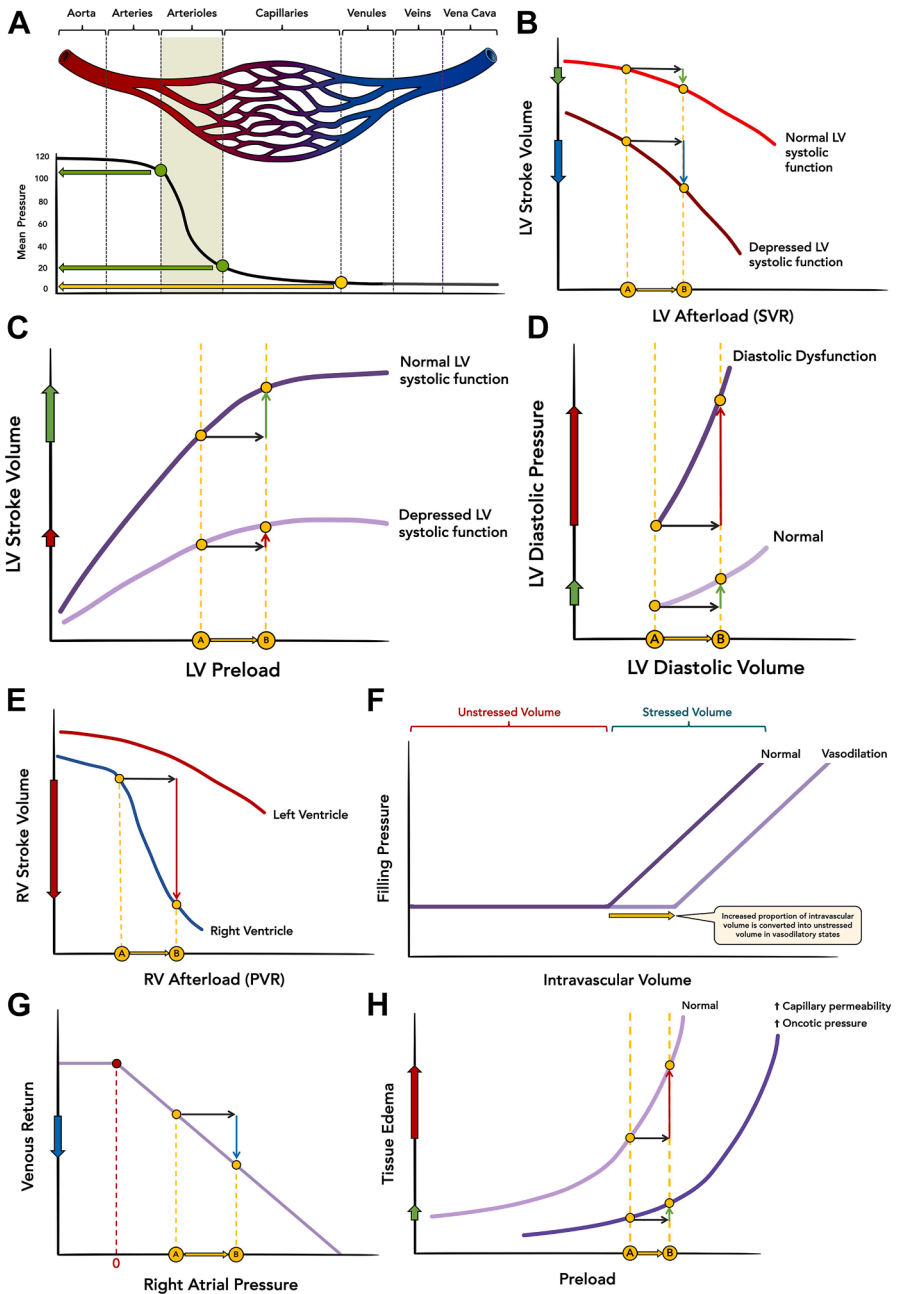 A
Aorta
Arteries
Arterioles
Capillaries
Venules
Veins
Vena Cava
Mean Pressure
120
100
80
60
40
20
0
B
LV Stroke Volume
Normal LV
systolic
function
Depressed LV
systolic function
A
B
LV Afterload (SVR)
C
LV Stroke Volume
Normal LV
systolic function
Depressed LV
systolic function
A
B
LV Preload
D
LV Diastolic Pressure
Diastolic Dysfunction
Normal
A
B
LV Diastolic Volume
E
RV Stroke Volume
Left Ventricle
Right Ventricle
A
B
RV Afterload (PVR)
F
Unstressed Volume
Stressed Volume
Filling Pressure
Normal
Vasodilation
Increased proportion of intravascular
volume is converted into unstressed
volume in vasodilatory states
Intravascular Volume
G
Venous Return
0
A
B
Right Atrial Pressure
H
Tissue Edema
Normal
↑ Capillary permeability
↑ Oncotic pressure
A
B
Preload